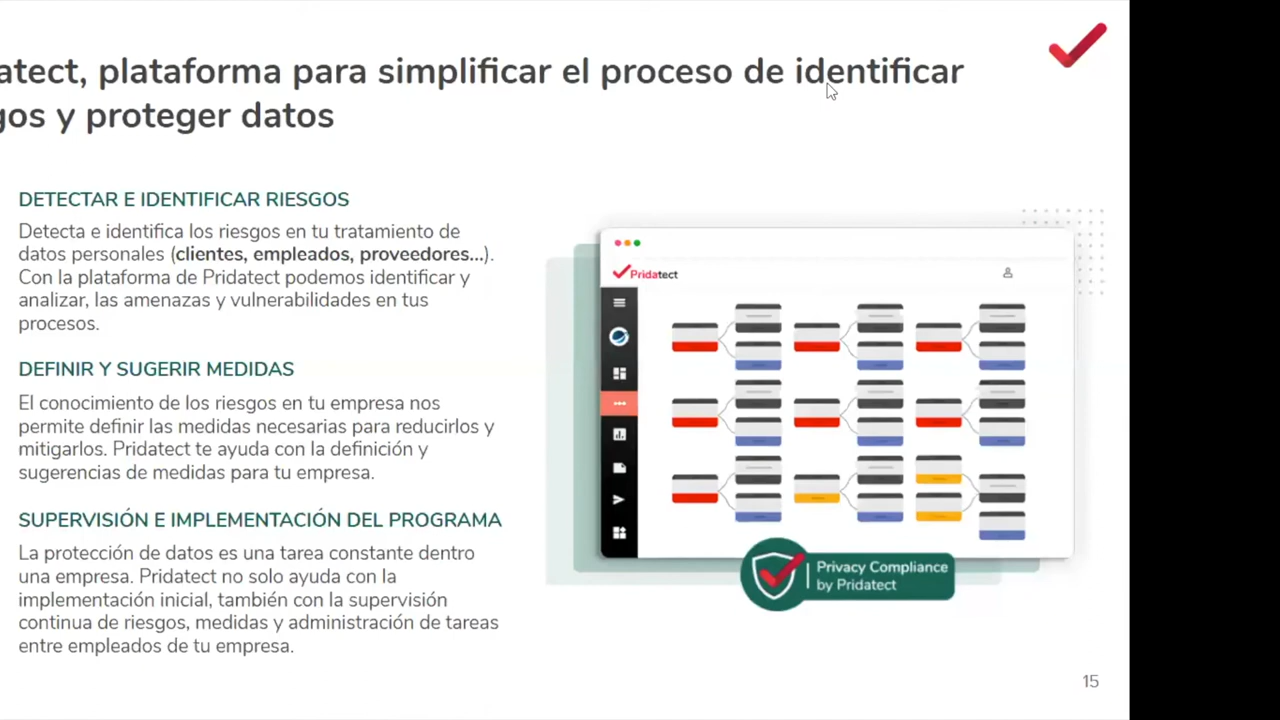 atect, plataforma para simplificar el proceso de identificar
gos y proteger datos
DETECTAR E IDENTIFICAR RIESGOS
Detecta e identifica los riesgos en tu tratamiento de
datos personales (clientes, empleados, proveedores...).
Con la plataforma de Pridatect podemos identificar y
analizar, las amenazas y vulnerabilidades en tus
procesos.
DEFINIR Y SUGERIR MEDIDAS
El conocimiento de los riesgos en tu empresa nos
permite definir las medidas necesarias para reducirlos y
mitigarlos. Pridatect te ayuda con la definición y
sugerencias de medidas para tu empresa.
SUPERVISIÓN E IMPLEMENTACIÓN DEL PROGRAMA
La protección de datos es una tarea constante dentro
una empresa. Pridatect no solo ayuda con la
implementación inicial, también con la supervisión
continua de riesgos, medidas y administración de tareas
entre empleados de tu empresa.
Pridatect
Privacy Compliance
by Pridatect
15